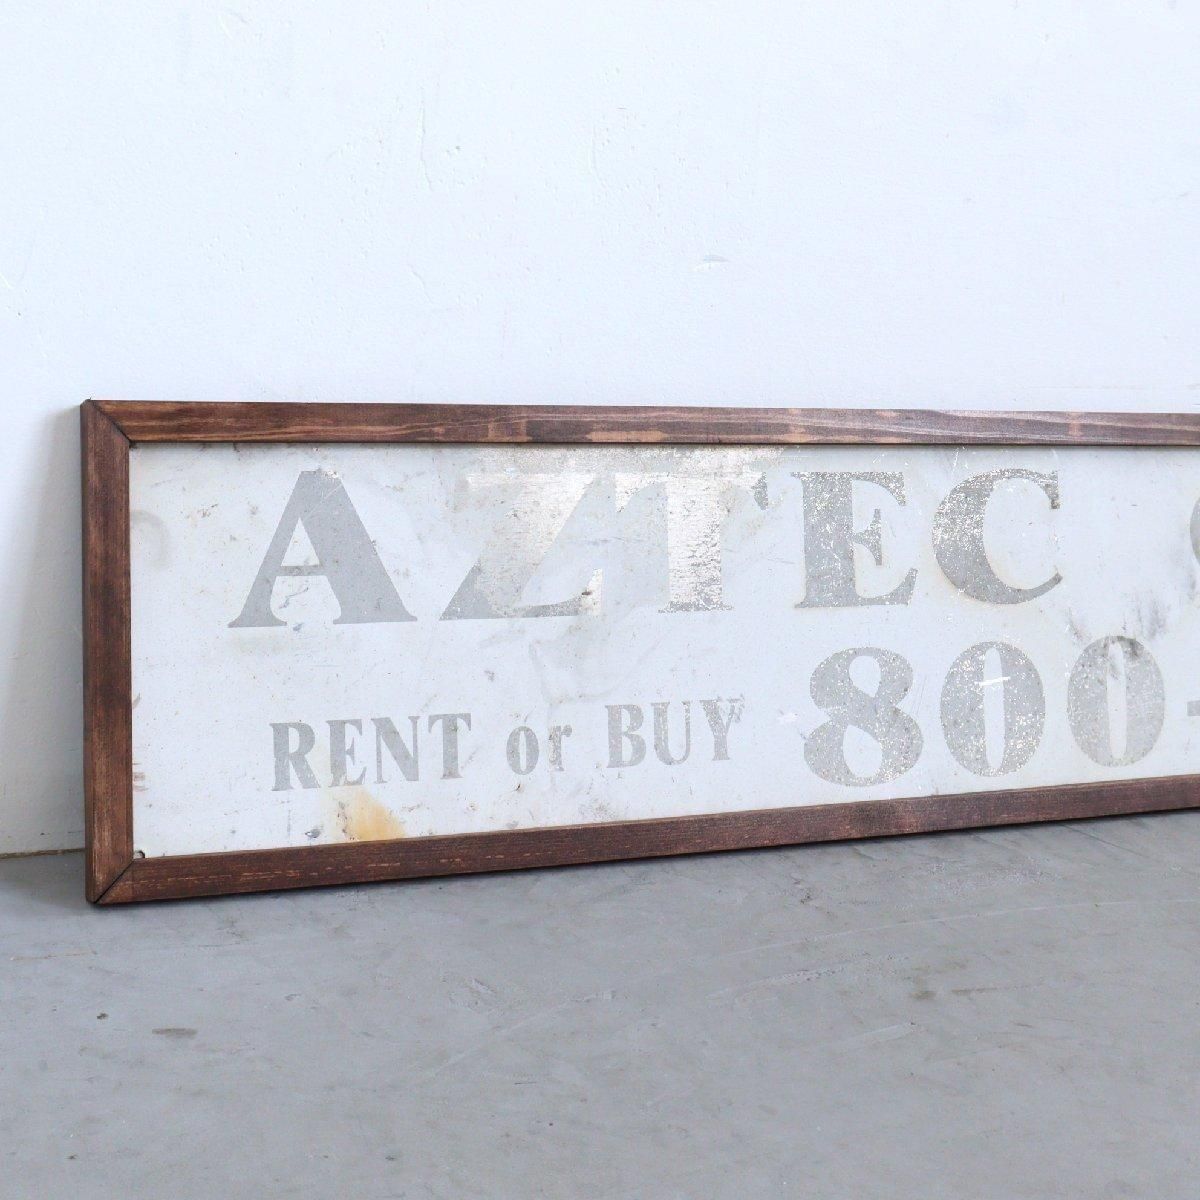 AZTEC
RENT or BUY 800-